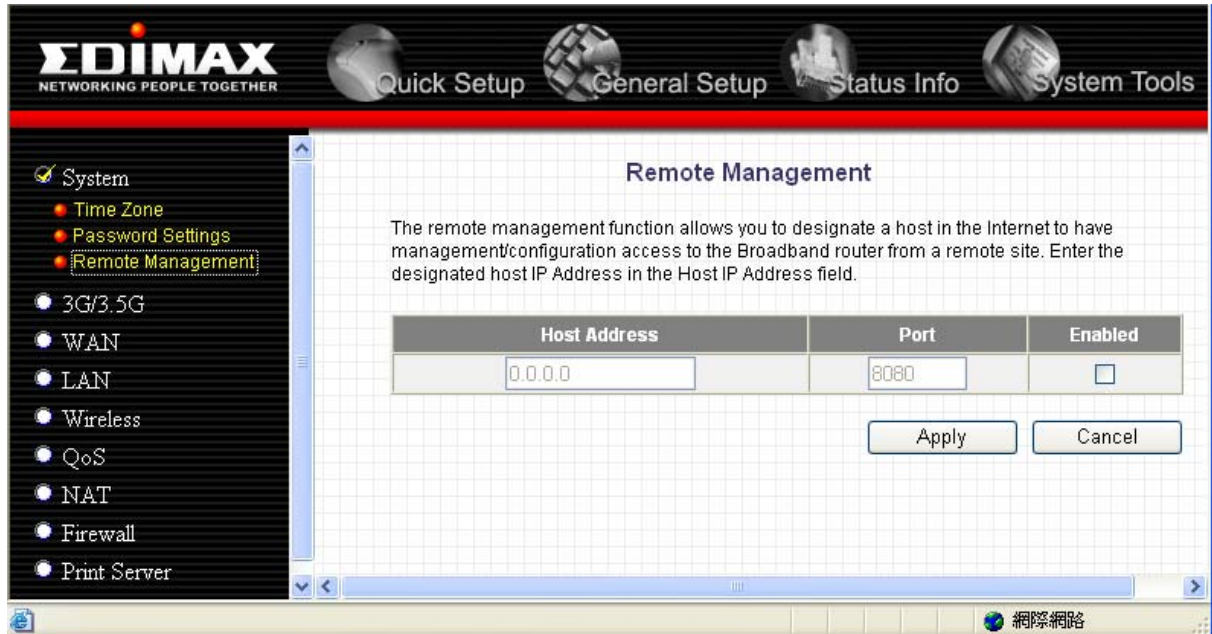 EDIMAX
NETWORKING PEOPLE TOGETHER
Quick Setup
General Setup
Status Info
System Tools
System
Time Zone
Password Settings
Remote Management
3G/3.5G
WAN
LAN
Wireless
QoS
NAT
Firewall
Print Server
Remote Management
The remote management function allows you to designate a host in the Internet to have
management/configuration access to the Broadband router from a remote site. Enter the
designated host IP Address in the Host IP Address field.
Host Address Port Enabled
0.0.0.0 8080
Apply Cancel
網際網路